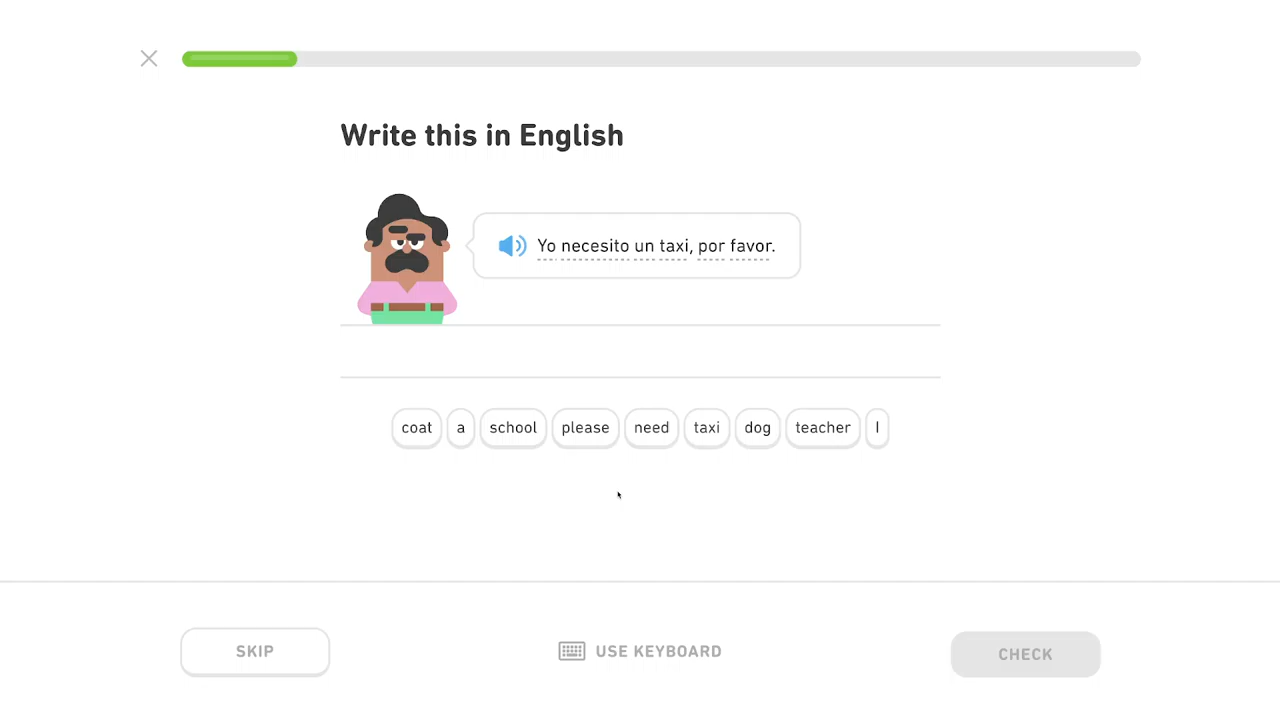 Write this in English
Yo necesito un taxi, por favor.
coat a school please need taxi dog teacher I
SKIP USE KEYBOARD CHECK